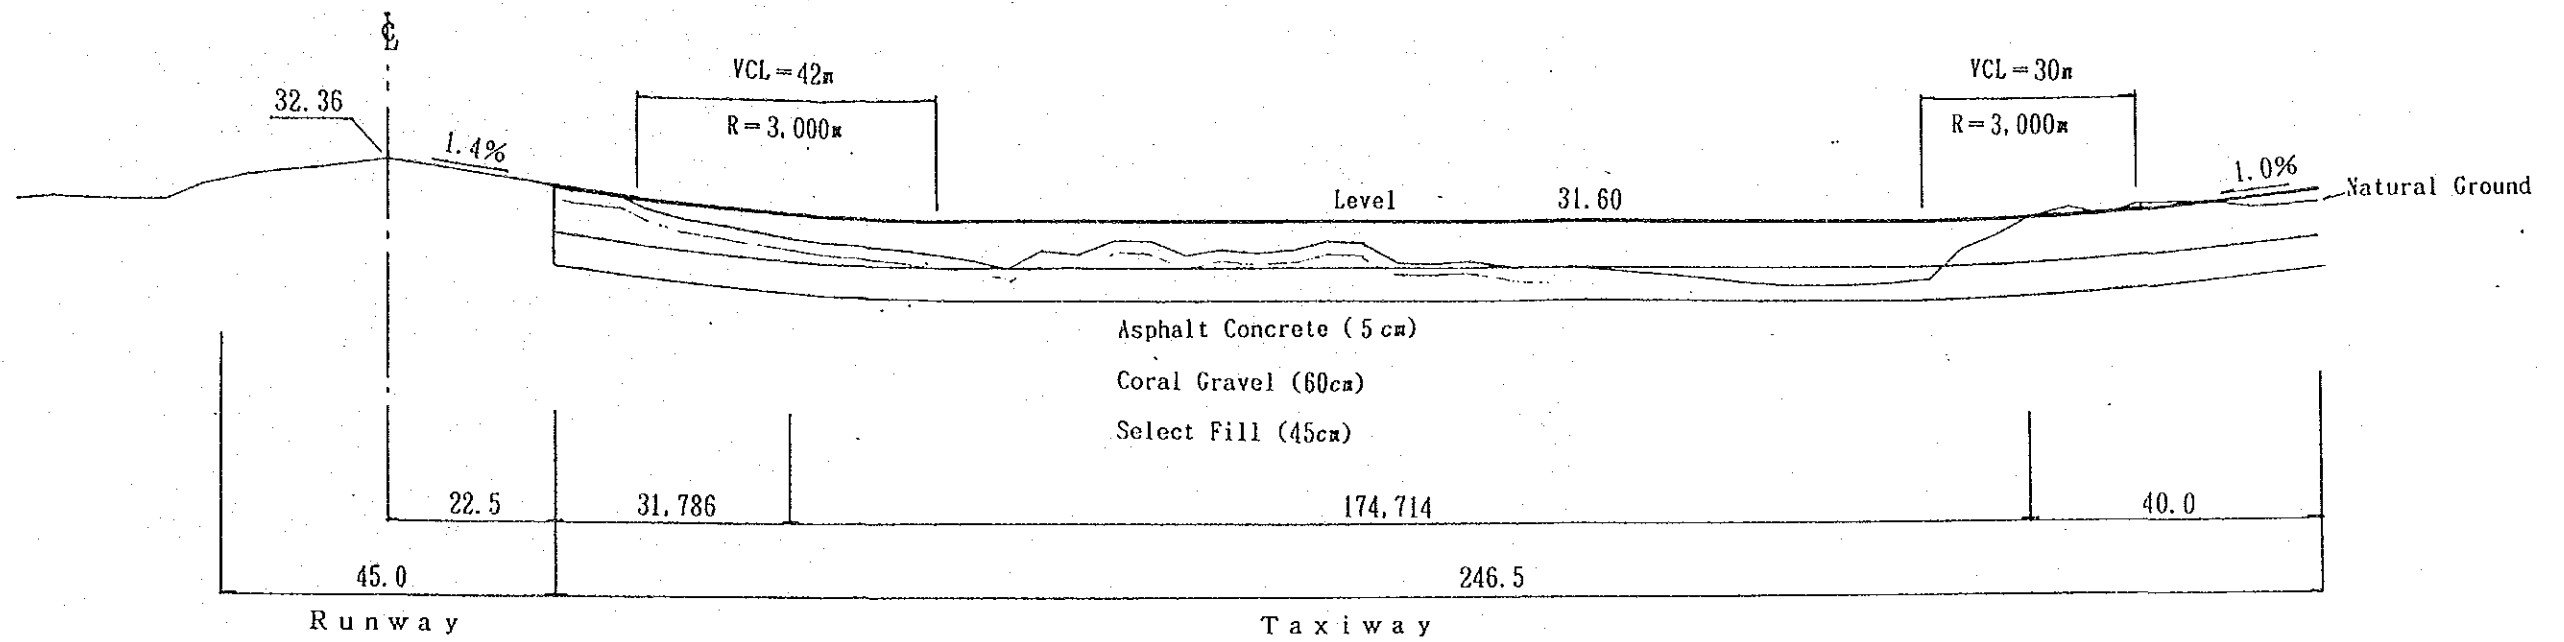 ℄
VCL=42m
VCL=30m
32.36
R=3,000m
R=3,000m
1.4%
1.0%
Level 31.60
Natural Ground
Asphalt Concrete (5cm)
Coral Gravel (60cm)
Select Fill (45cm)
22.5 31,786 174,714 40.0
45.0 246.5
Runway Taxiway